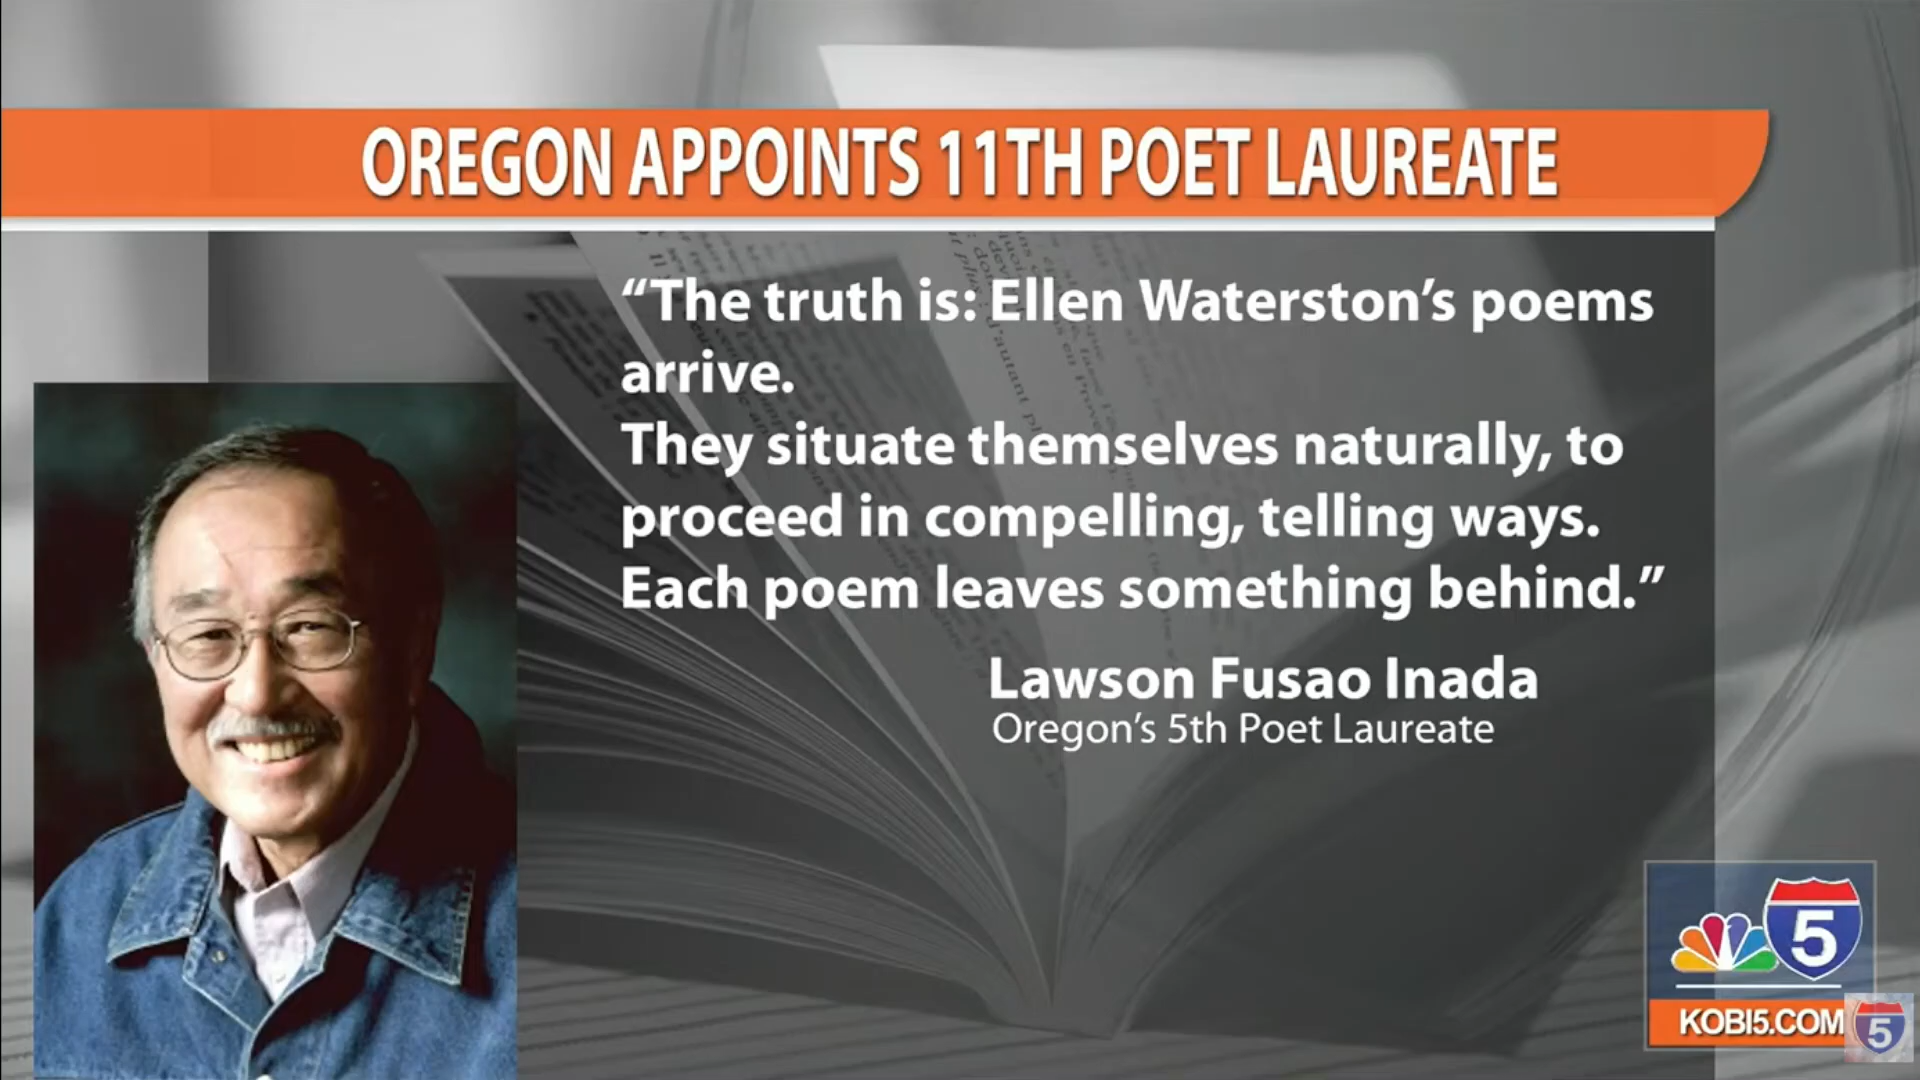 OREGON APPOINTS 11TH POET LAUREATE
“The truth is: Ellen Waterston’s poems
arrive.
They situate themselves naturally, to
proceed in compelling, telling ways.
Each poem leaves something behind.”
Lawson Fusao Inada
Oregon’s 5th Poet Laureate
5
KOBI5.COM
5